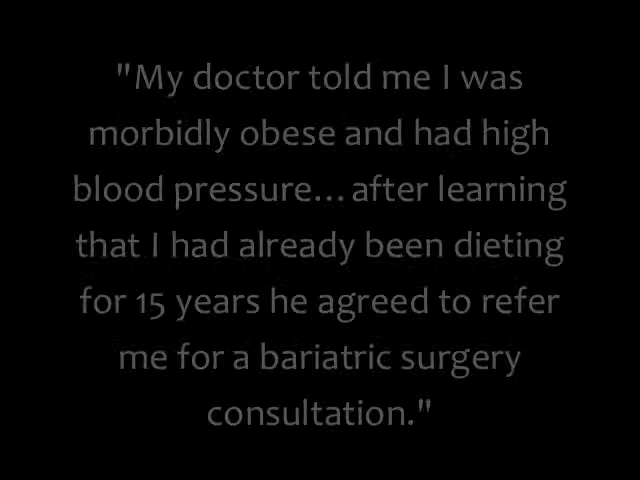 "My doctor told me I was
morbidly obese and had high
blood pressure...after learning
that I had already been dieting
for 15 years he agreed to refer
me for a bariatric surgery
consultation."